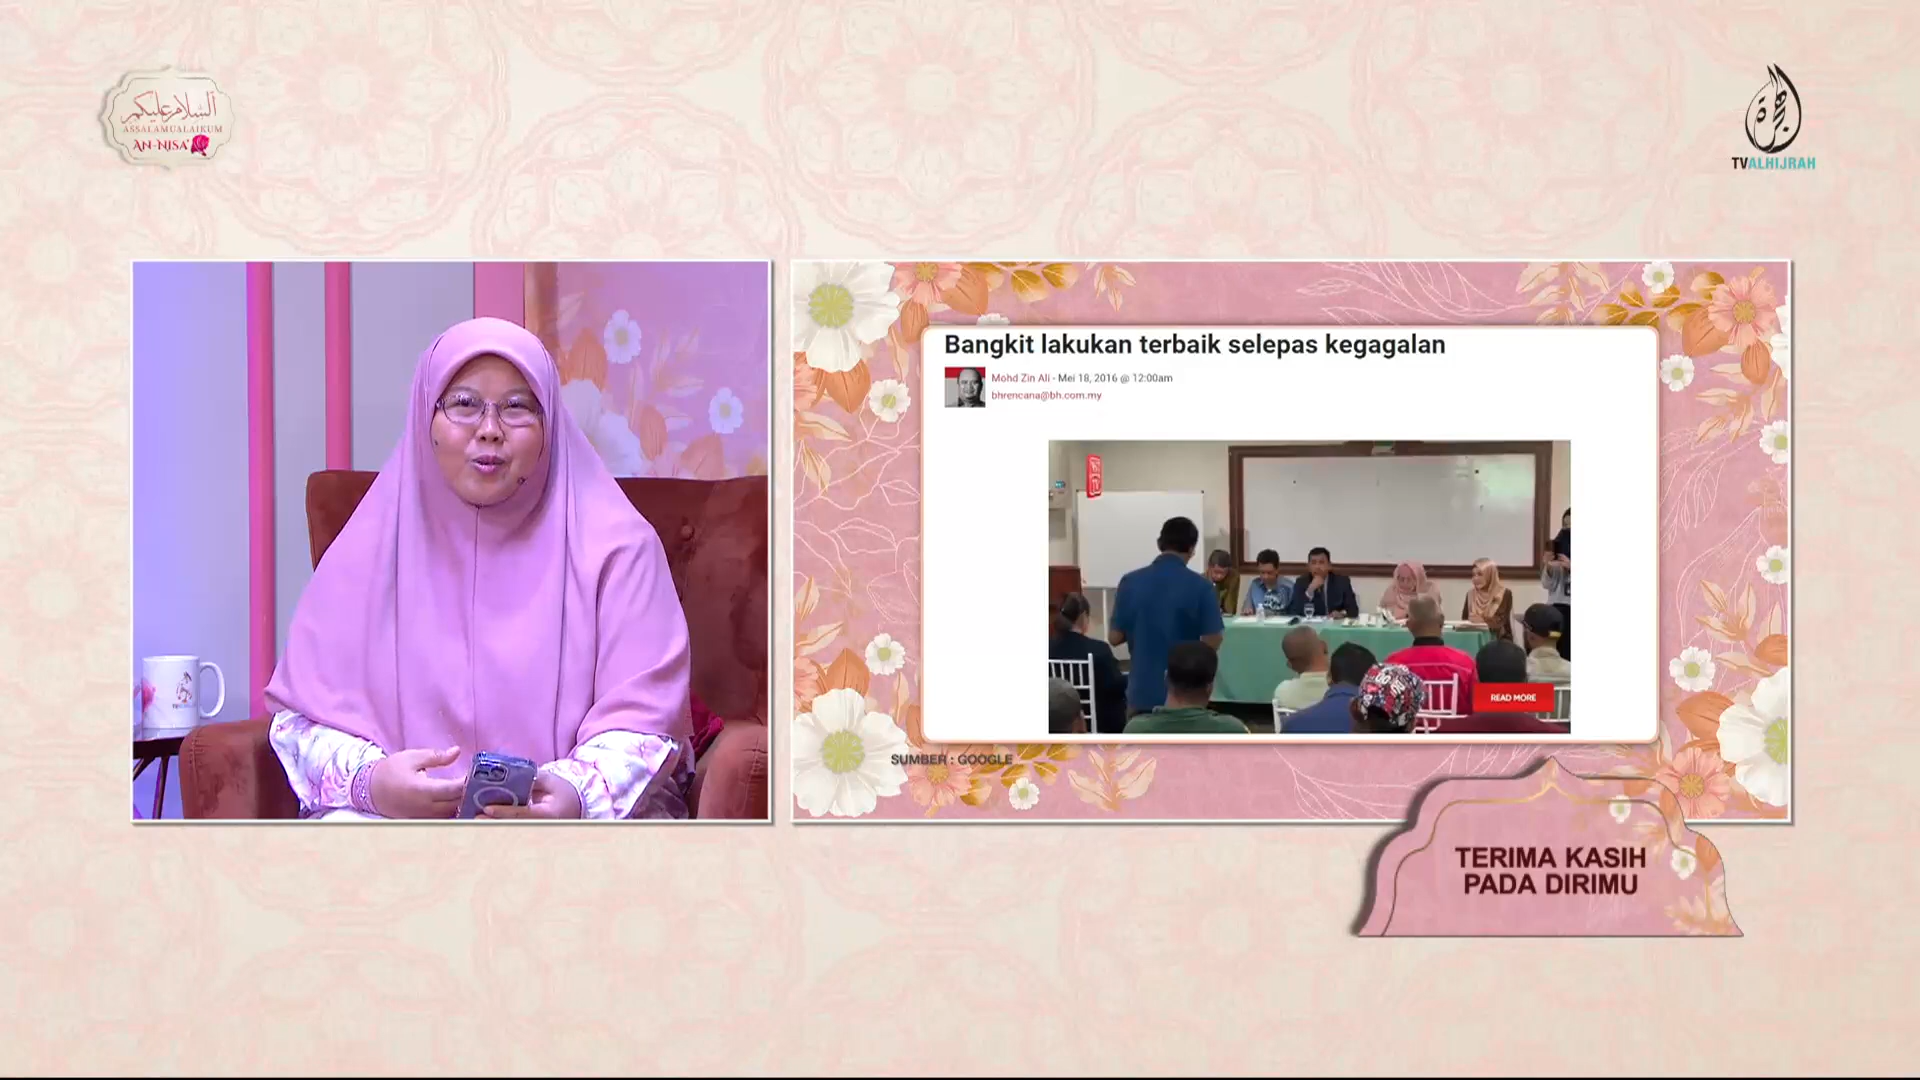 السلام عليكم
ASSALAMUALAIKUM
AN-NISA'
هجرة
TVALHIJRAH
Bangkit lakukan terbaik selepas kegagalan
Mohd Zin Ali - Mei 18, 2016 @ 12:00am
bhrencana@bh.com.my
READ MORE
SUMBER : GOOGLE
TERIMA KASIH
PADA DIRIMU